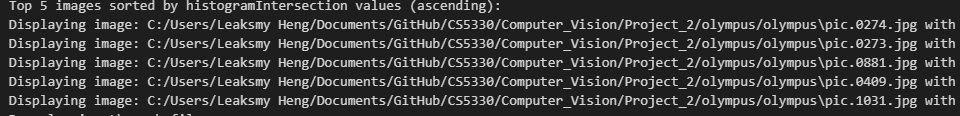 Top 5 images sorted by histogramIntersection values (ascending):
Displaying image: C:/Users/Leaksmy Heng/Documents/GitHub/CS5330/Computer_Vision/Project_2/olympus/olympus\pic.0274.jpg with
Displaying image: C:/Users/Leaksmy Heng/Documents/GitHub/CS5330/Computer_Vision/Project_2/olympus/olympus\pic.0273.jpg with
Displaying image: C:/Users/Leaksmy Heng/Documents/GitHub/CS5330/Computer_Vision/Project_2/olympus/olympus\pic.0881.jpg with
Displaying image: C:/Users/Leaksmy Heng/Documents/GitHub/CS5330/Computer_Vision/Project_2/olympus/olympus\pic.0409.jpg with
Displaying image: C:/Users/Leaksmy Heng/Documents/GitHub/CS5330/Computer_Vision/Project_2/olympus/olympus\pic.1031.jpg with